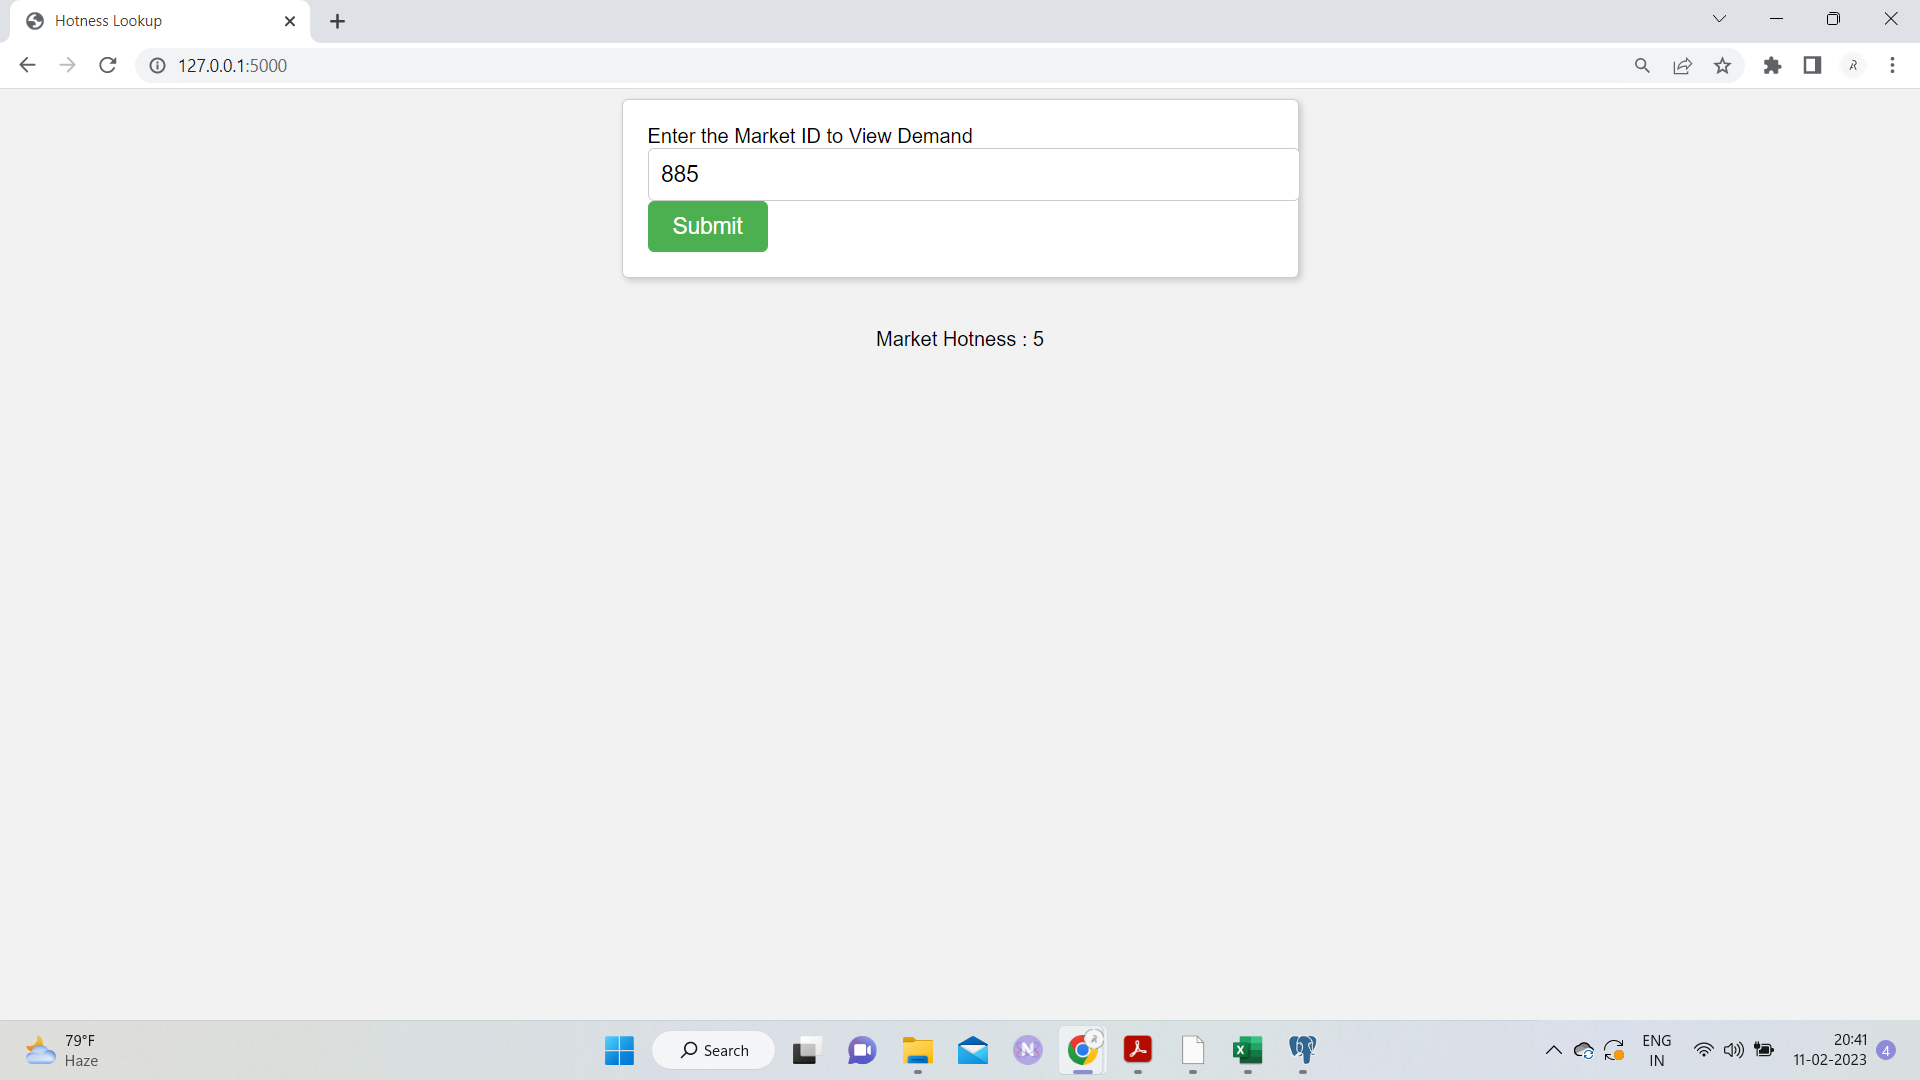 Hotness Lookup
127.0.0.1:5000
Enter the Market ID to View Demand
885
Submit
Market Hotness : 5
79°F
Haze
Search
ENG
IN
20:41
11-02-2023
4